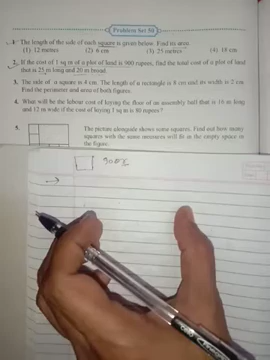 Problem Set 50
1. The length of the side of each square is given below. Find its area.
(1) 12 metres (2) 6 cm (3) 25 metres (4) 18 cm
2. If the cost of 1 sq m of a plot of land is 900 rupees, find the total cost of a plot of land
that is 25 m long and 20 m broad.
3. The side of a square is 4 cm. The length of a rectangle is 8 cm and its width is 2 cm.
Find the perimeter and area of both figures.
4. What will be the labour cost of laying the floor of an assembly hall that is 16 m long
and 12 m wide if the cost of laying 1 sq m is 80 rupees?
5.
The picture alongside shows some squares. Find out how many
squares with the same measures will fit in the empty space in
the figure.